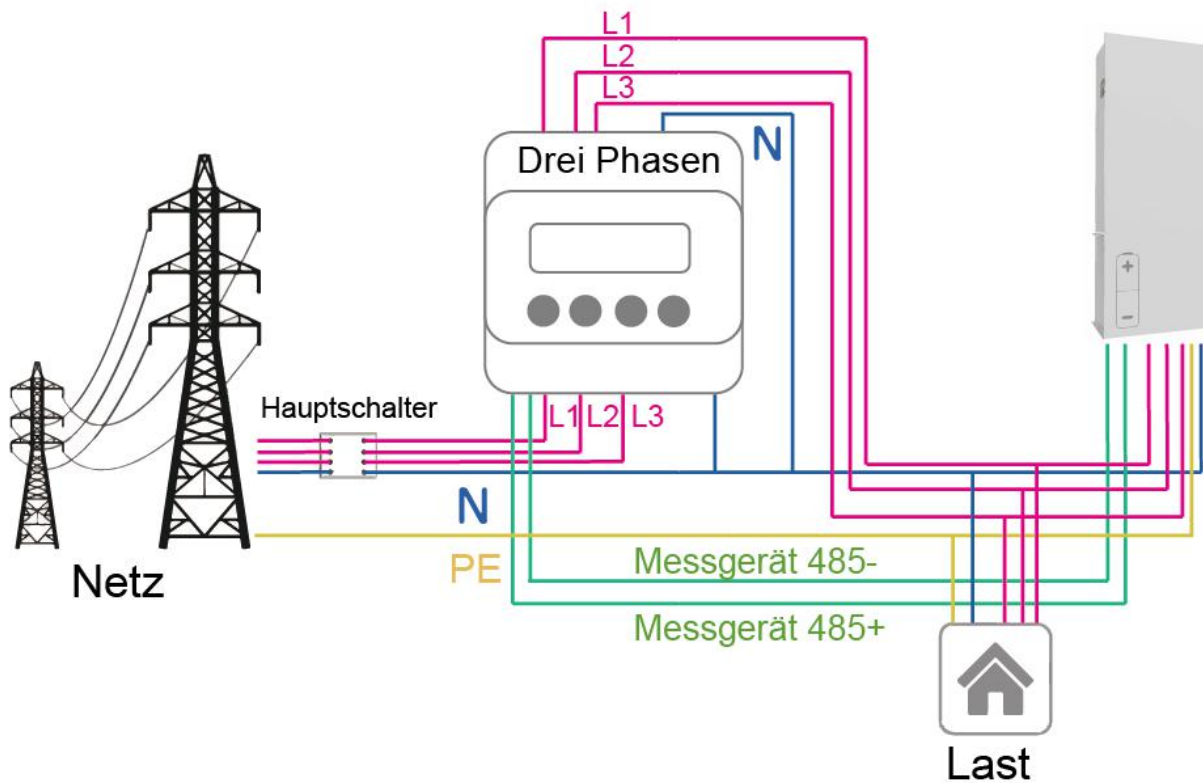 L1
L2
L3
N
Drei Phasen
Hauptschalter
L1 L2 L3
N
PE
Messgerät 485-
Messgerät 485+
Netz
Last